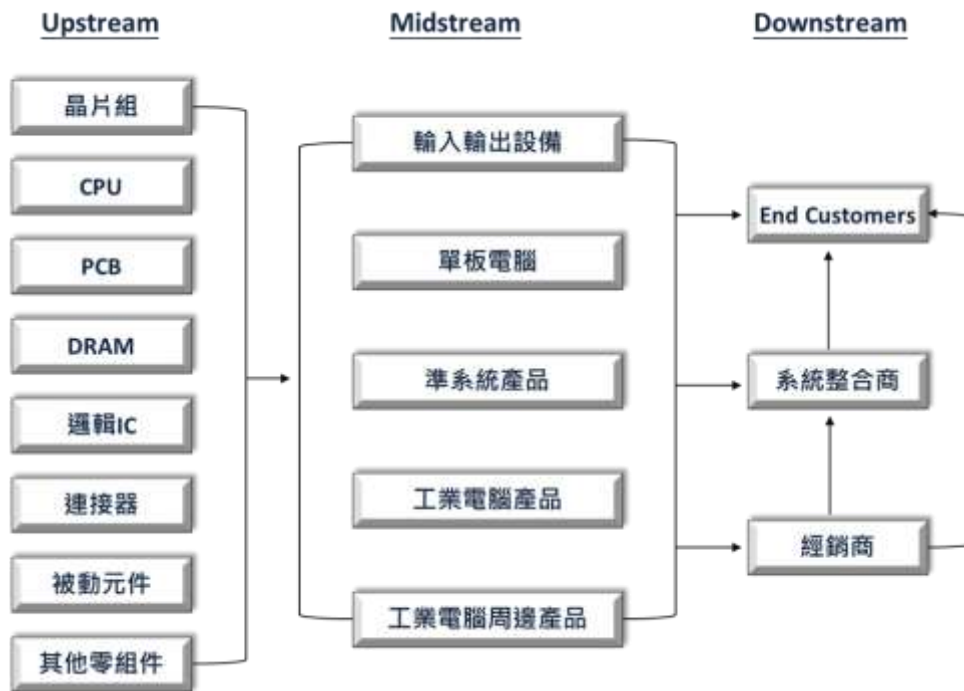 Upstream
Midstream
Downstream
晶片組
CPU
PCB
DRAM
邏輯IC
連接器
被動元件
其他零組件
輸入輸出設備
單板電腦
準系統產品
工業電腦產品
工業電腦周邊產品
End Customers
系統整合商
經銷商